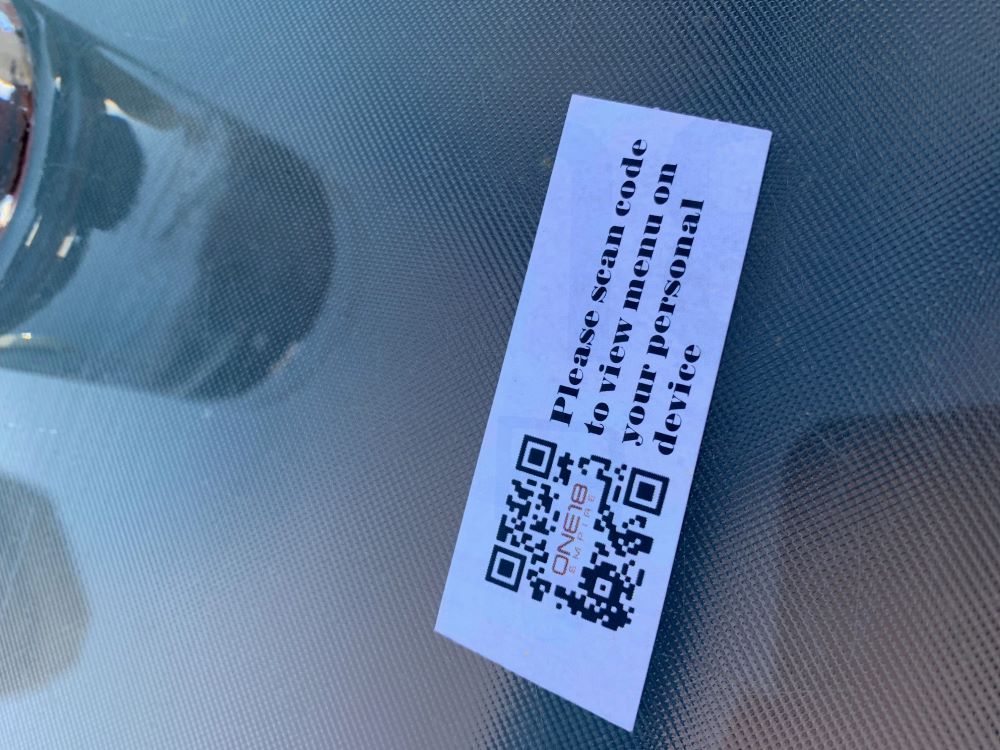 Please scan code
to view menu on
your personal
device
ONE18
EMPIRE